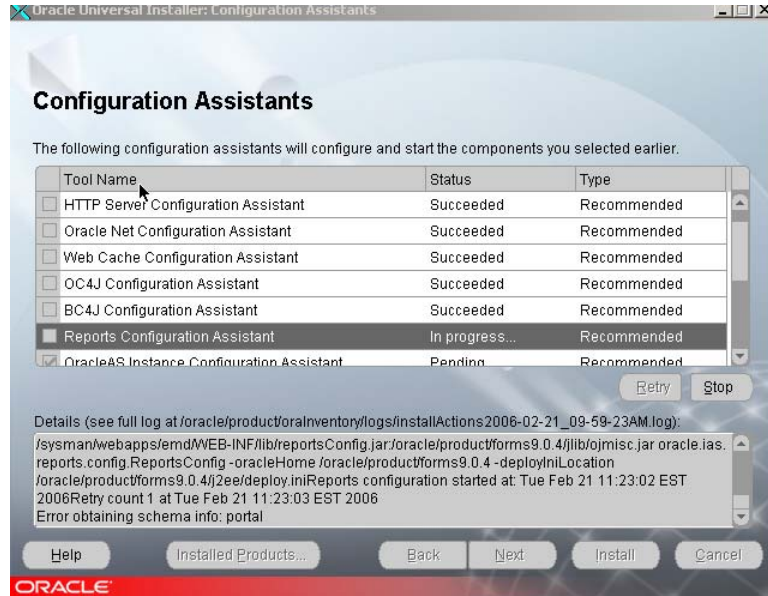 Oracle Universal Installer: Configuration Assistants
Configuration Assistants
The following configuration assistants will configure and start the components you selected earlier.
Tool Name Status Type
HTTP Server Configuration Assistant Succeeded Recommended
Oracle Net Configuration Assistant Succeeded Recommended
Web Cache Configuration Assistant Succeeded Recommended
OC4J Configuration Assistant Succeeded Recommended
BC4J Configuration Assistant Succeeded Recommended
Reports Configuration Assistant In progress... Recommended
OracleAS Instance Configuration Assistant Pending Recommended
Retry Stop
Details (see full log at /oracle/product/oraInventory/logs/installActions2006-02-21_09-59-23AM.log):
/sysman/webapps/emd/WEB-INF/lib/reportsConfig.jar:/oracle/product/forms9.0.4/jlib/ojmisc.jar oracle.ias.
reports.config.ReportsConfig -oracleHome /oracle/product/forms9.0.4 -deployIniLocation
/oracle/product/forms9.0.4/j2ee/deploy.iniReports configuration started at: Tue Feb 21 11:23:02 EST
2006Retry count 1 at Tue Feb 21 11:23:03 EST 2006
Error obtaining schema info: portal
Help Installed Products... Back Next Install Cancel
ORACLE